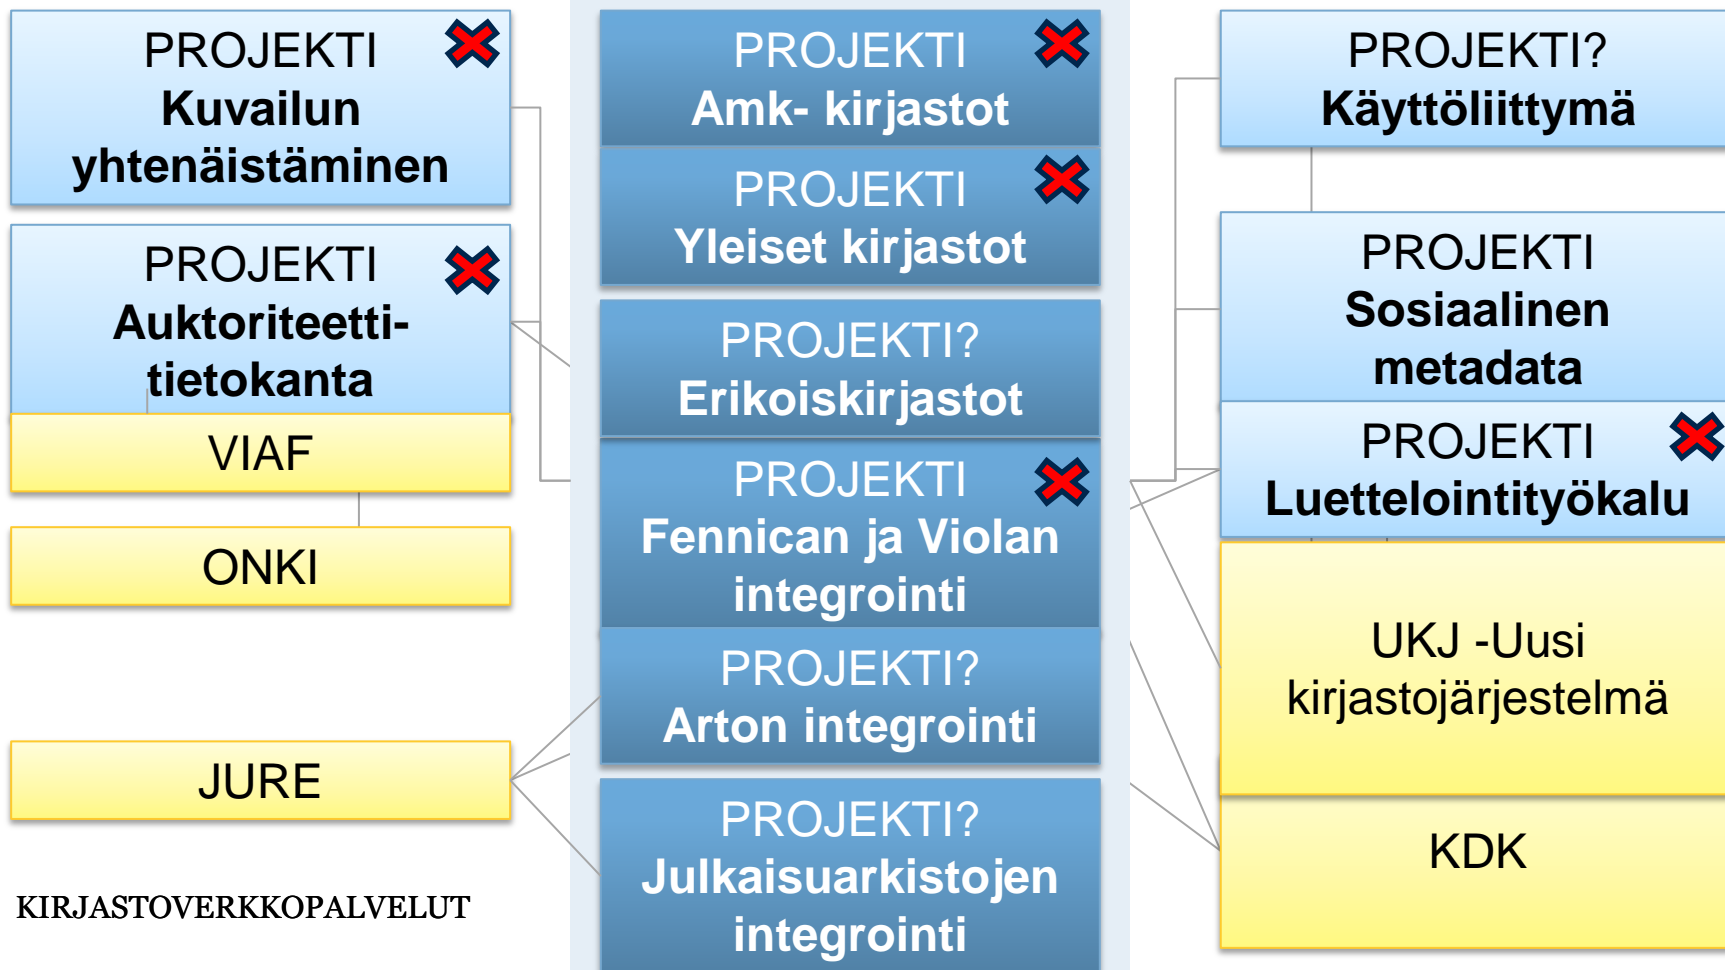 PROJEKTI
Kuvailun
yhtenäistäminen
PROJEKTI
Auktoriteetti-
tietokanta
VIAF
ONKI
JURE
KIRJASTOVERKKOPALVELUT
PROJEKTI
Amk- kirjastot
PROJEKTI
Yleiset kirjastot
PROJEKTI?
Erikoiskirjastot
PROJEKTI
Fennican ja Violan
integrointi
PROJEKTI?
Arton integrointi
PROJEKTI?
Julkaisuarkistojen
integrointi
PROJEKTI?
Käyttöliittymä
PROJEKTI
Sosiaalinen
metadata
PROJEKTI
Luettelointityökalu
UKJ -Uusi
kirjastojärjestelmä
KDK